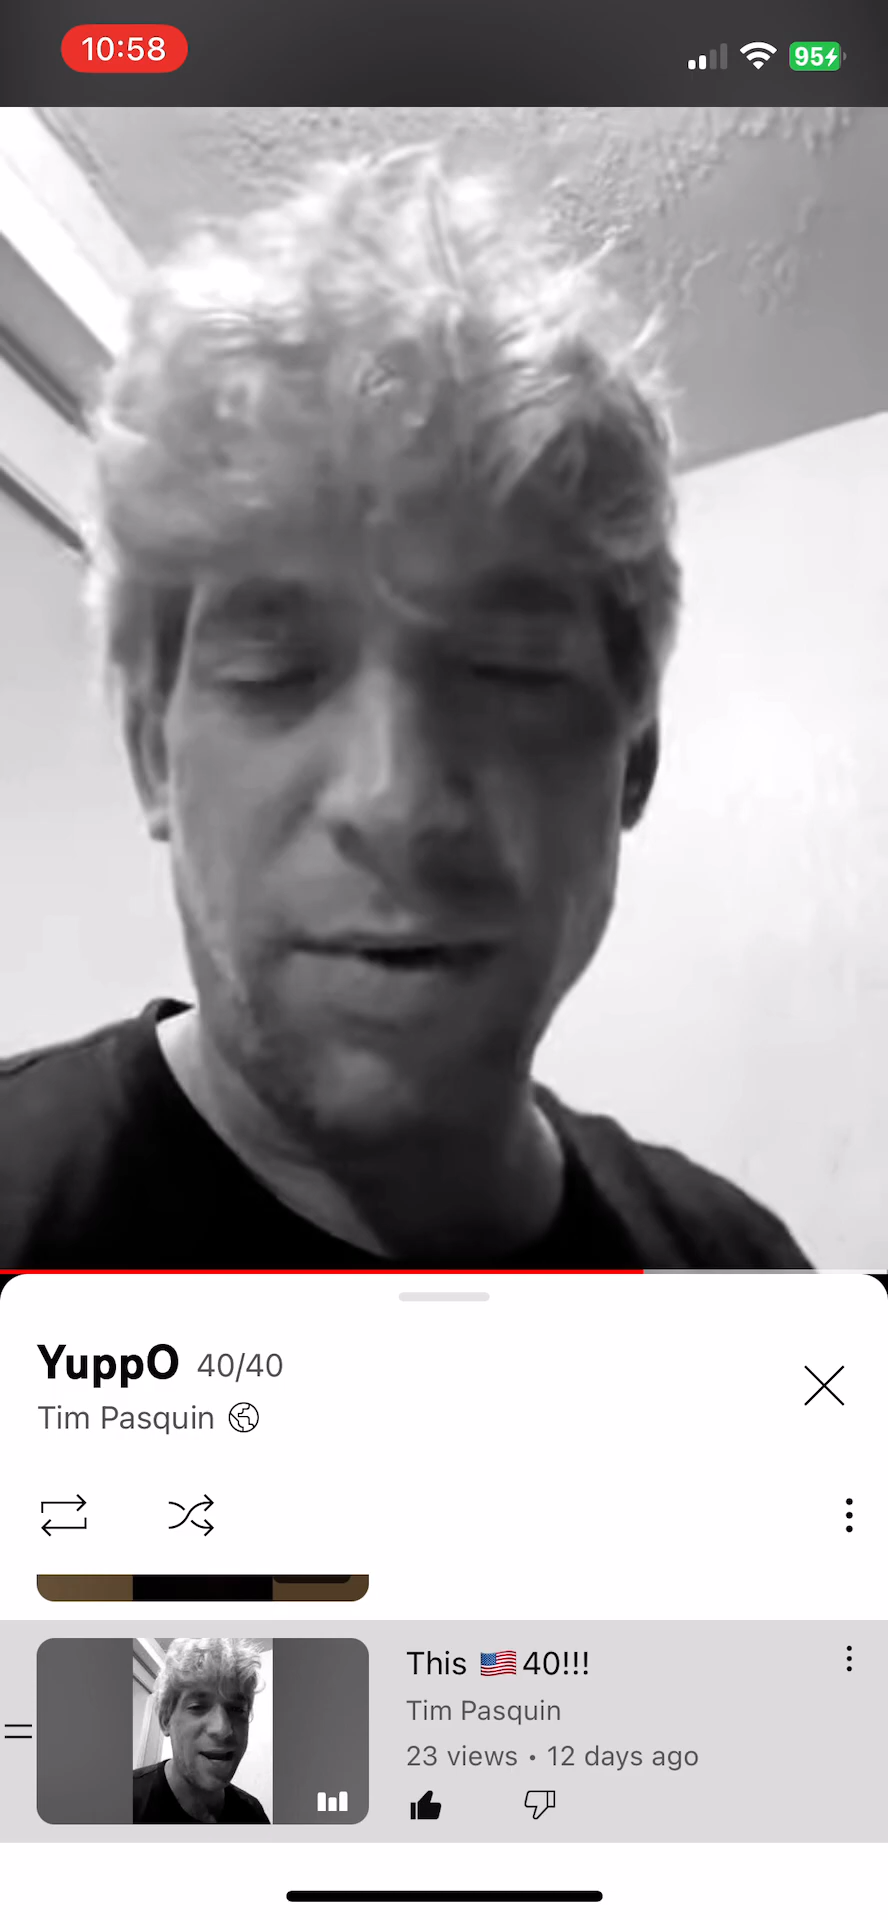 10:58
95
YuppO 40/40
Tim Pasquin
This 🇺🇸40!!!
Tim Pasquin
23 views • 12 days ago